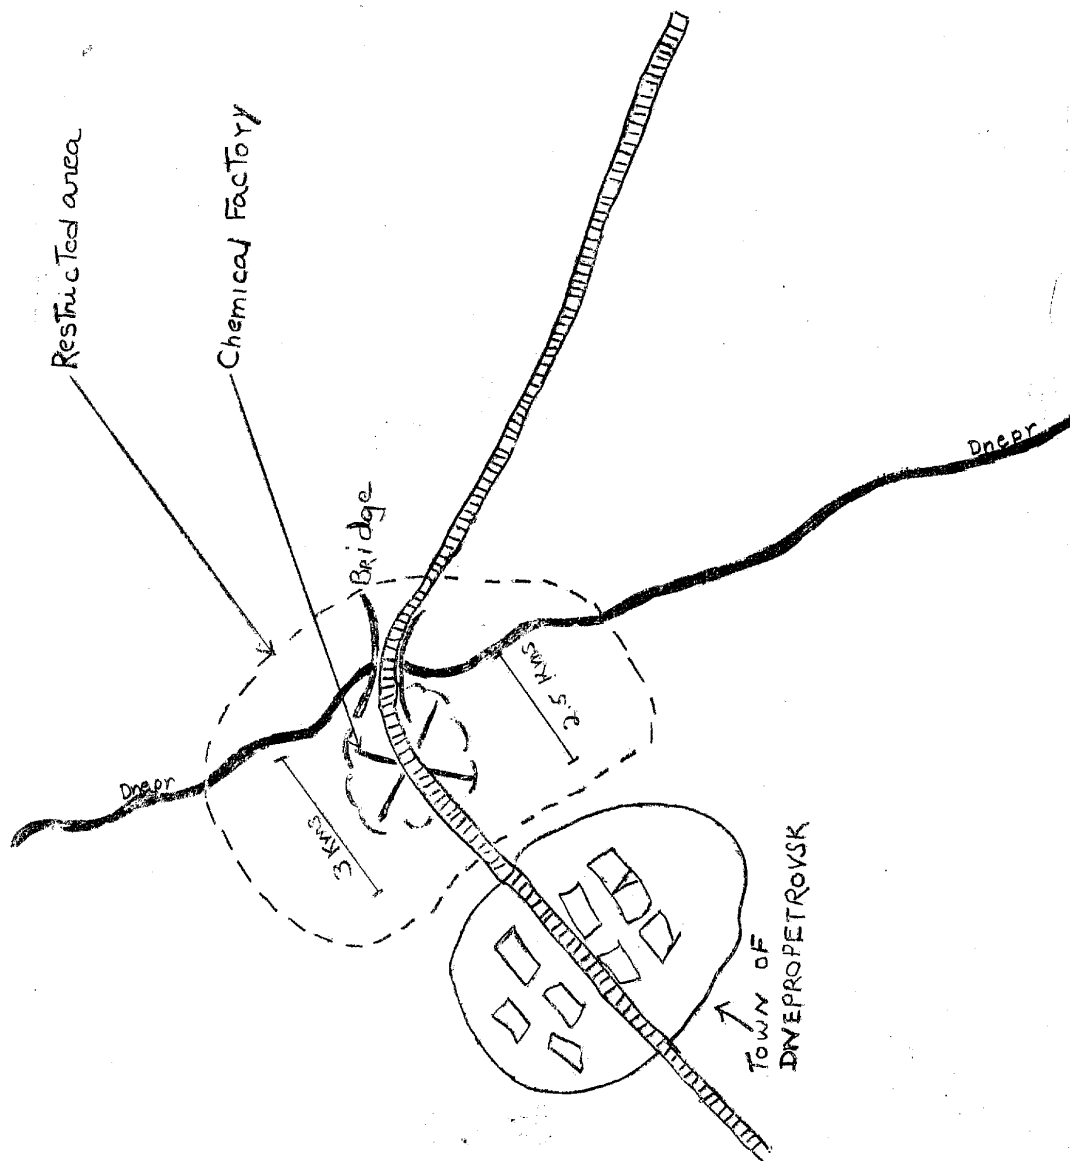 Restricted area
Chemical Factory
Bridge
Dnepr
Dnepr
3 Kms
2.5 Kms
TOWN OF
DNEPROPETROVSK